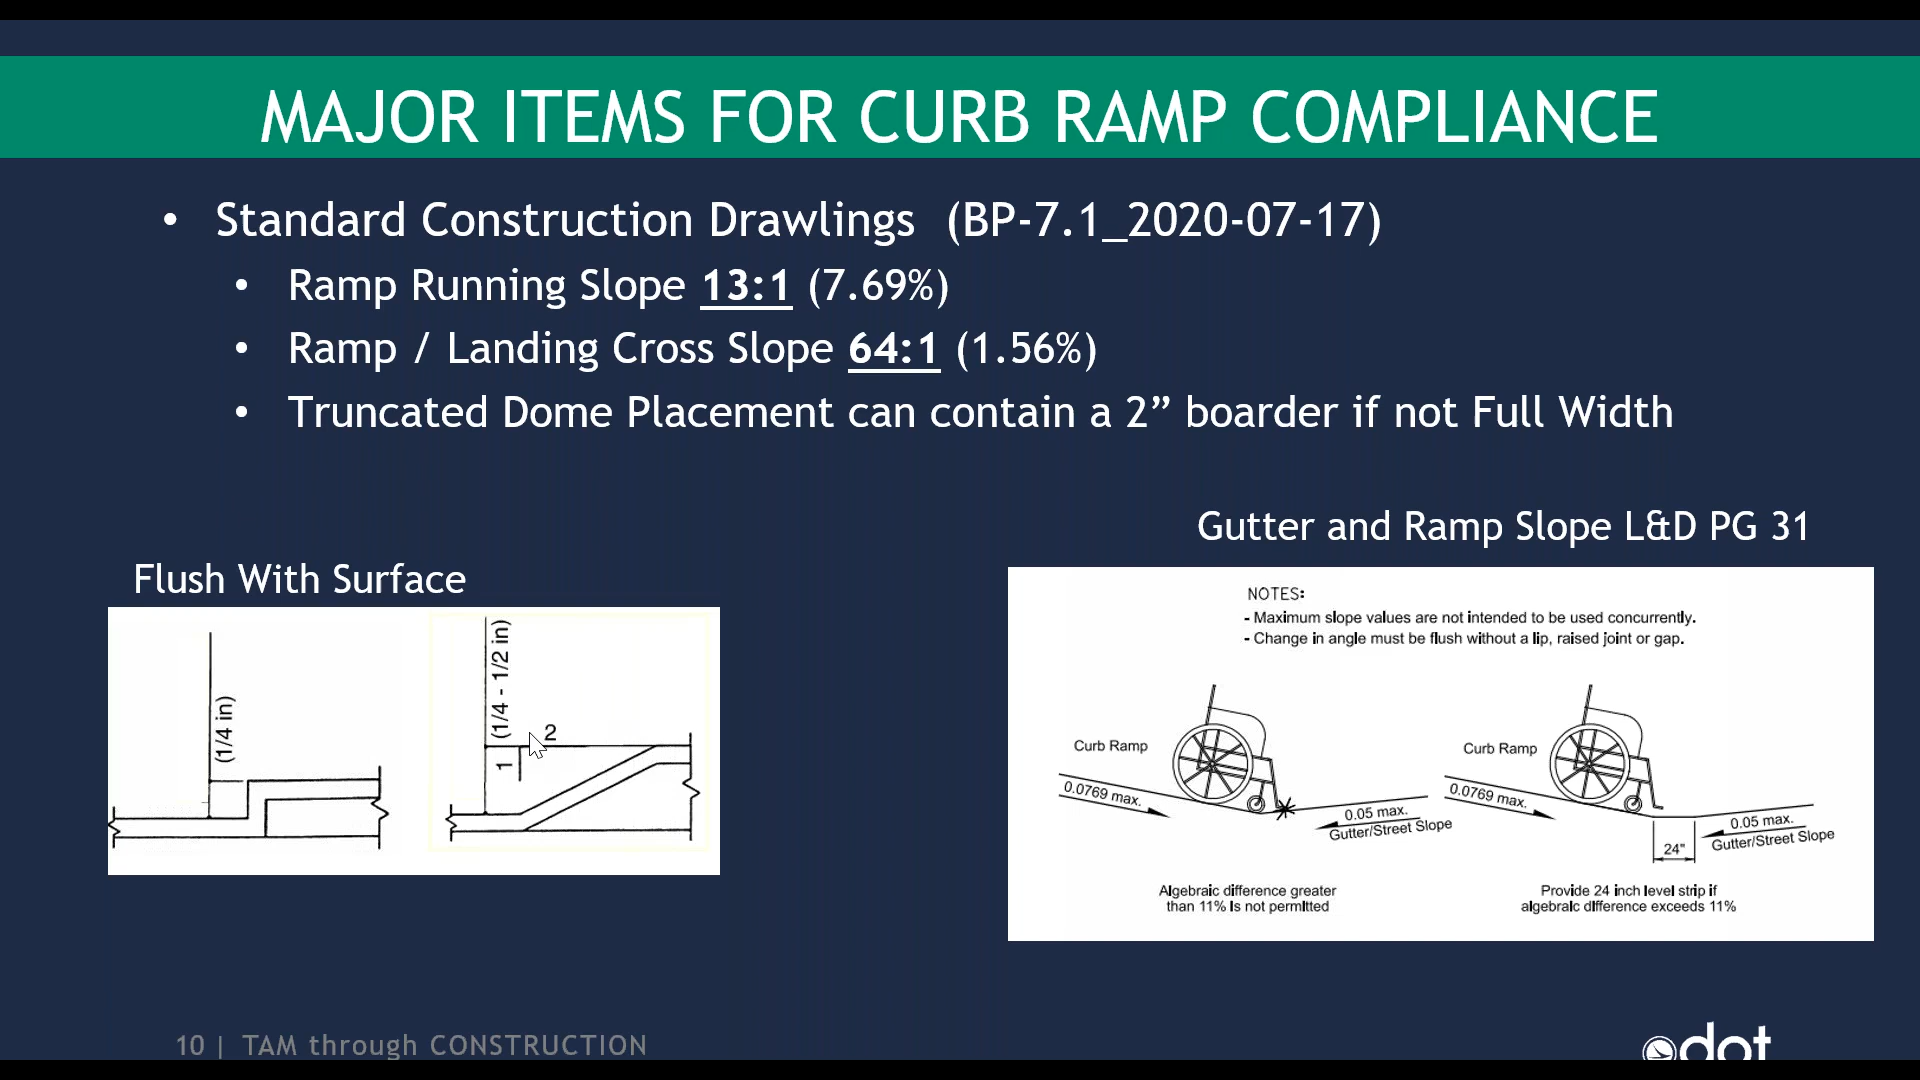 MAJOR ITEMS FOR CURB RAMP COMPLIANCE
• Standard Construction Drawlings (BP-7.1_2020-07-17)
• Ramp Running Slope 13:1 (7.69%)
• Ramp / Landing Cross Slope 64:1 (1.56%)
• Truncated Dome Placement can contain a 2” boarder if not Full Width
Flush With Surface
(1/4 in)
(1/4 - 1/2 in)
2
1
Gutter and Ramp Slope L&D PG 31
NOTES:
- Maximum slope values are not intended to be used concurrently.
- Change in angle must be flush without a lip, raised joint or gap.
Curb Ramp
0.0769 max.
0.05 max.
Gutter/Street Slope
Algebraic difference greater
than 11% is not permitted
Curb Ramp
0.0769 max.
24"
0.05 max.
Gutter/Street Slope
Provide 24 inch level strip if
algebraic difference exceeds 11%
10 | TAM through CONSTRUCTION
odot